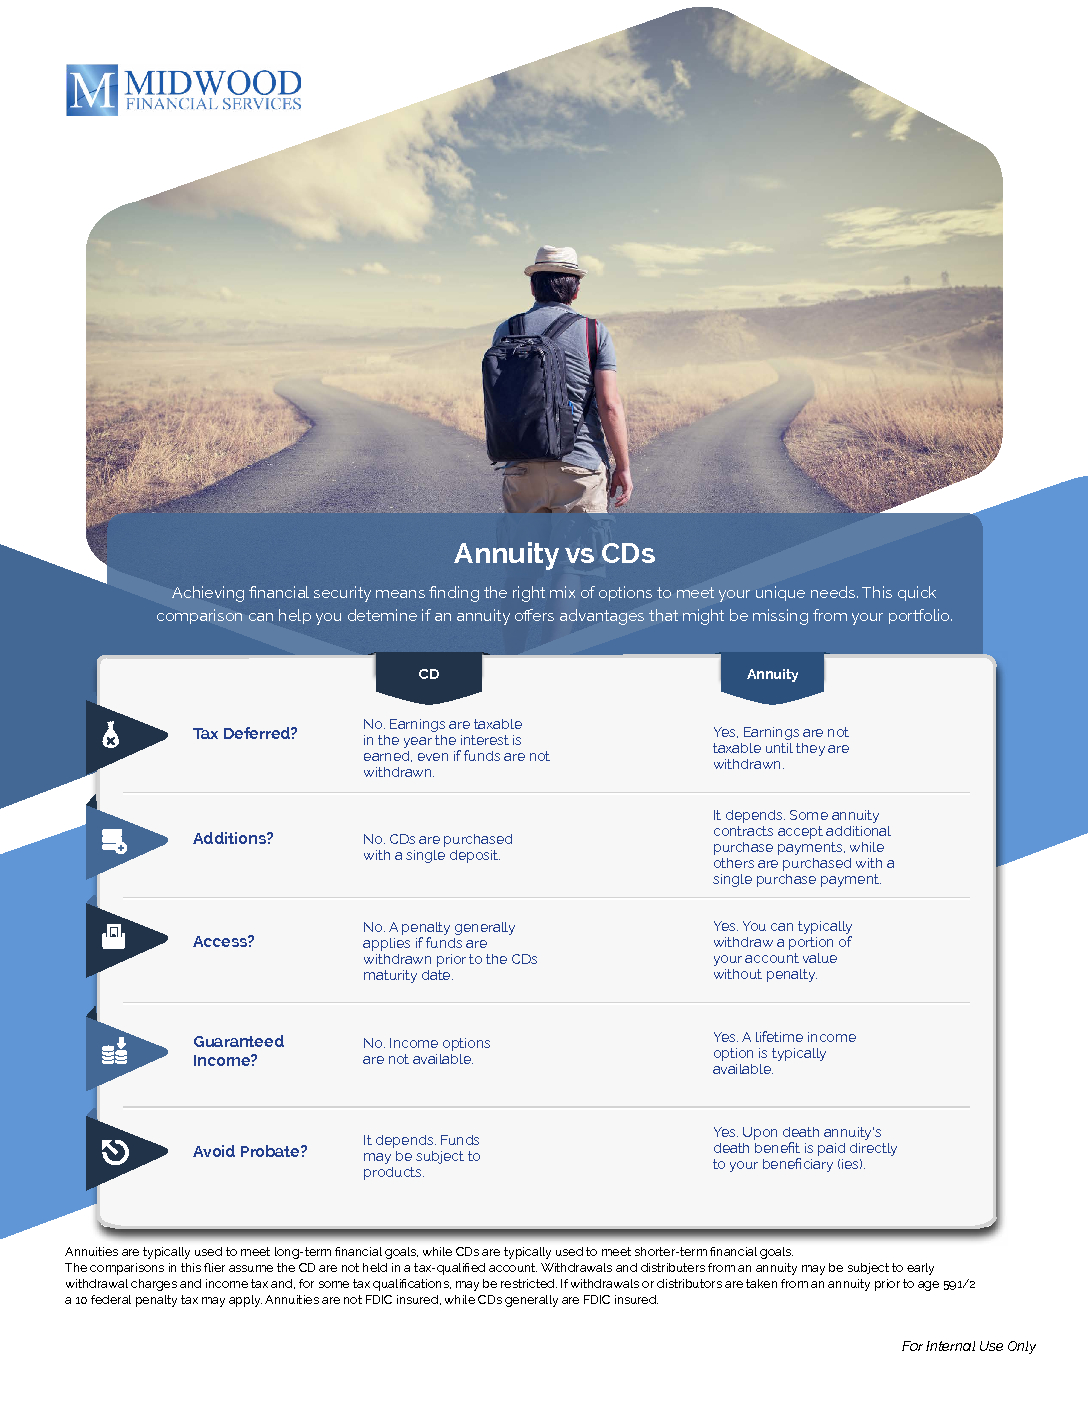 M MIDWOOD
FINANCIAL SERVICES
Annuity vs CDs
Achieving financial security means finding the right mix of options to meet your unique needs. This quick
comparison can help you detemine if an annuity offers advantages that might be missing from your portfolio.
CD
Annuity
Tax Deferred?
No. Earnings are taxable
in the year the interest is
earned, even if funds are not
withdrawn.
Yes, Earnings are not
taxable until they are
withdrawn.
Additions?
No. CDs are purchased
with a single deposit.
It depends. Some annuity
contracts accept additional
purchase payments, while
others are purchased with a
single purchase payment.
Access?
No. A penalty generally
applies if funds are
withdrawn prior to the CDs
maturity date.
Yes. You can typically
withdraw a portion of
your account value
without penalty.
Guaranteed
Income?
No. Income options
are not available.
Yes. A lifetime income
option is typically
available.
Avoid Probate?
It depends. Funds
may be subject to
products.
Yes. Upon death annuity's
death benefit is paid directly
to your beneficiary (ies).
Annuities are typically used to meet long-term financial goals, while CDs are typically used to meet shorter-term financial goals.
The comparisons in this flier assume the CD are not held in a tax-qualified account. Withdrawals and distributers from an annuity may be subject to early
withdrawal charges and income tax and, for some tax qualifications, may be restricted. If withdrawals or distributors are taken from an annuity prior to age 591/2
a 10 federal penalty tax may apply. Annuities are not FDIC insured, while CDs generally are FDIC insured.
For Internal Use Only